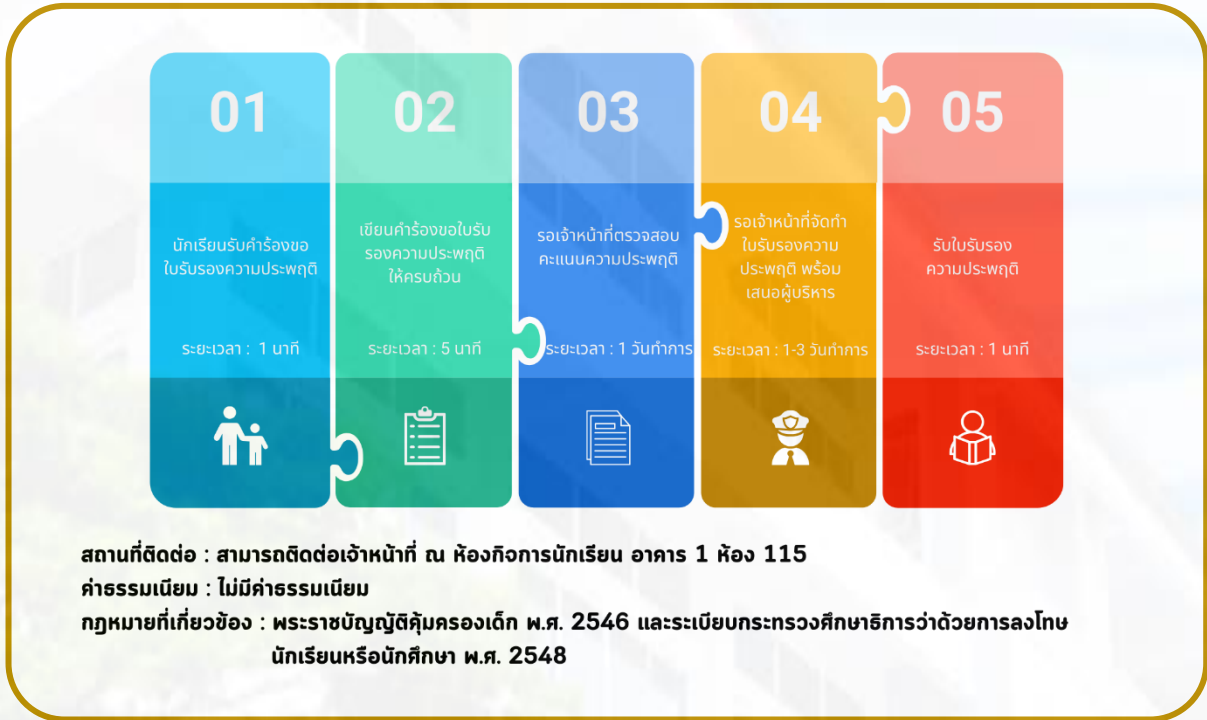 01
นักเรียนรับคำร้องขอ
ใบรับรองความประพฤติ
ระยะเวลา : 1 นาที
02
เขียนคำร้องขอใบรับ
รองความประพฤติ
ให้ครบถ้วน
ระยะเวลา : 5 นาที
03
รอเจ้าหน้าที่ตรวจสอบ
คะแนนความประพฤติ
ระยะเวลา : 1 วันทำการ
04
รอเจ้าหน้าที่จัดทำ
ใบรับรองความ
ประพฤติ พร้อม
เสนอผู้บริหาร
ระยะเวลา : 1-3 วันทำการ
05
รับใบรับรอง
ความประพฤติ
ระยะเวลา : 1 นาที
สถานที่ติดต่อ : สามารถติดต่อเจ้าหน้าที่ ณ ห้องกิจการนักเรียน อาคาร 1 ห้อง 115
ค่าธรรมเนียม : ไม่มีค่าธรรมเนียม
กฎหมายที่เกี่ยวข้อง : พระราชบัญญัติคุ้มครองเด็ก พ.ศ. 2546 และระเบียบกระทรวงศึกษาธิการว่าด้วยการลงโทษ
นักเรียนหรือนักศึกษา พ.ศ. 2548